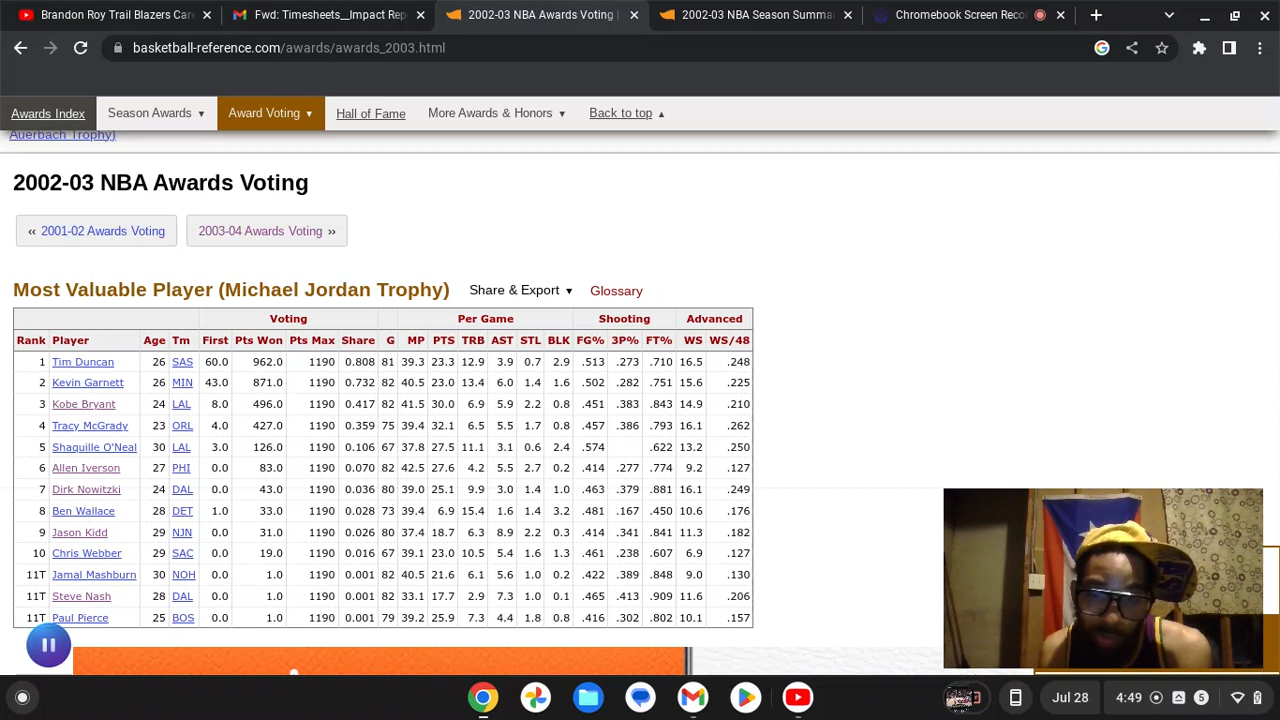 Brandon Roy Trail Blazers Car
Fwd: Timesheets__Impact Rep
2002-03 NBA Awards Voting |
2002-03 NBA Season Summa
Chromebook Screen Reco
basketball-reference.com/awards/awards_2003.html
Awards Index
Season Awards ▼
Award Voting ▼
Hall of Fame
More Awards & Honors ▼
Back to top ▲
Auerbach Trophy)
2002-03 NBA Awards Voting
‹‹ 2001-02 Awards Voting
2003-04 Awards Voting ››
Most Valuable Player (Michael Jordan Trophy) Share & Export ▼ Glossary
Voting Per Game Shooting Advanced
Rank Player Age Tm First Pts Won Pts Max Share G MP PTS TRB AST STL BLK FG% 3P% FT% WS WS/48
1 Tim Duncan 26 SAS 60.0 962.0 1190 0.808 81 39.3 23.3 12.9 3.9 0.7 2.9 .513 .273 .710 16.5 .248
2 Kevin Garnett 26 MIN 43.0 871.0 1190 0.732 82 40.5 23.0 13.4 6.0 1.4 1.6 .502 .282 .751 15.6 .225
3 Kobe Bryant 24 LAL 8.0 496.0 1190 0.417 82 41.5 30.0 6.9 5.9 2.2 0.8 .451 .383 .843 14.9 .210
4 Tracy McGrady 23 ORL 4.0 427.0 1190 0.359 75 39.4 32.1 6.5 5.5 1.7 0.8 .457 .386 .793 16.1 .262
5 Shaquille O'Neal 30 LAL 3.0 126.0 1190 0.106 67 37.8 27.5 11.1 3.1 0.6 2.4 .574 .622 13.2 .250
6 Allen Iverson 27 PHI 0.0 83.0 1190 0.070 82 42.5 27.6 4.2 5.5 2.7 0.2 .414 .277 .774 9.2 .127
7 Dirk Nowitzki 24 DAL 0.0 43.0 1190 0.036 80 39.0 25.1 9.9 3.0 1.4 1.0 .463 .379 .881 16.1 .249
8 Ben Wallace 28 DET 1.0 33.0 1190 0.028 73 39.4 6.9 15.4 1.6 1.4 3.2 .481 .167 .450 10.6 .176
9 Jason Kidd 29 NJN 0.0 31.0 1190 0.026 80 37.4 18.7 6.3 8.9 2.2 0.3 .414 .341 .841 11.3 .182
10 Chris Webber 29 SAC 0.0 19.0 1190 0.016 67 39.1 23.0 10.5 5.4 1.6 1.3 .461 .238 .607 6.9 .127
11T Jamal Mashburn 30 NOH 0.0 1.0 1190 0.001 82 40.5 21.6 6.1 5.6 1.0 0.2 .422 .389 .848 9.0 .130
11T Steve Nash 28 DAL 0.0 1.0 1190 0.001 82 33.1 17.7 2.9 7.3 1.0 0.1 .465 .413 .909 11.6 .206
11T Paul Pierce 25 BOS 0.0 1.0 1190 0.001 79 39.2 25.9 7.3 4.4 1.8 0.8 .416 .302 .802 10.1 .157
Jul 28
4:49
5